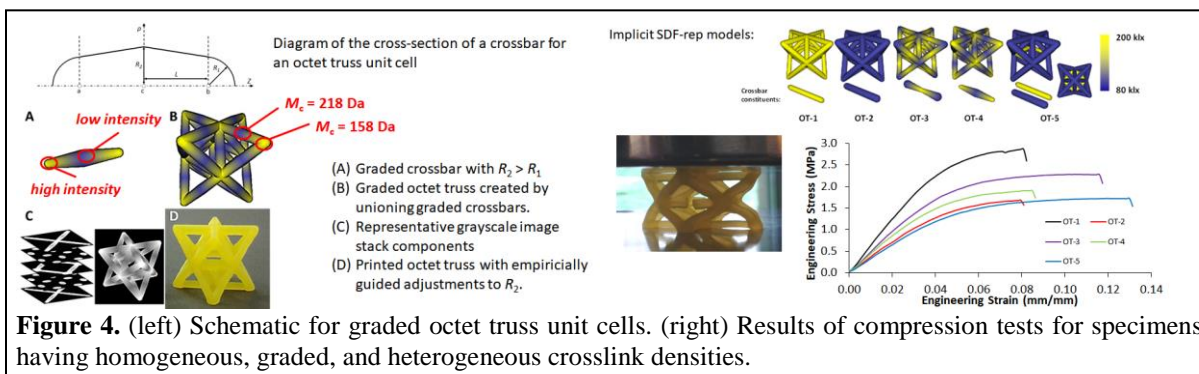 ρ
R₂
L
R₁
Z
a
c
b
Diagram of the cross-section of a crossbar for
an octet truss unit cell
A
low intensity
high intensity
B
M_c = 218 Da
M_c = 158 Da
(A) Graded crossbar with R₂ > R₁
(B) Graded octet truss created by
unioning graded crossbars.
(C) Representative grayscale image
stack components
(D) Printed octet truss with empiricially
guided adjustments to R₂.
C
D
Implicit SDF-rep models:
200 klx
80 klx
Crossbar
constituents:
OT-1
OT-2
OT-3
OT-4
OT-5
Engineering Stress (MPa)
3.0
2.5
2.0
1.5
1.0
0.5
0.0
OT-1
OT-2
OT-3
OT-4
OT-5
0.00 0.02 0.04 0.06 0.08 0.10 0.12 0.14
Engineering Strain (mm/mm)
Figure 4. (left) Schematic for graded octet truss unit cells. (right) Results of compression tests for specimens
having homogeneous, graded, and heterogeneous crosslink densities.